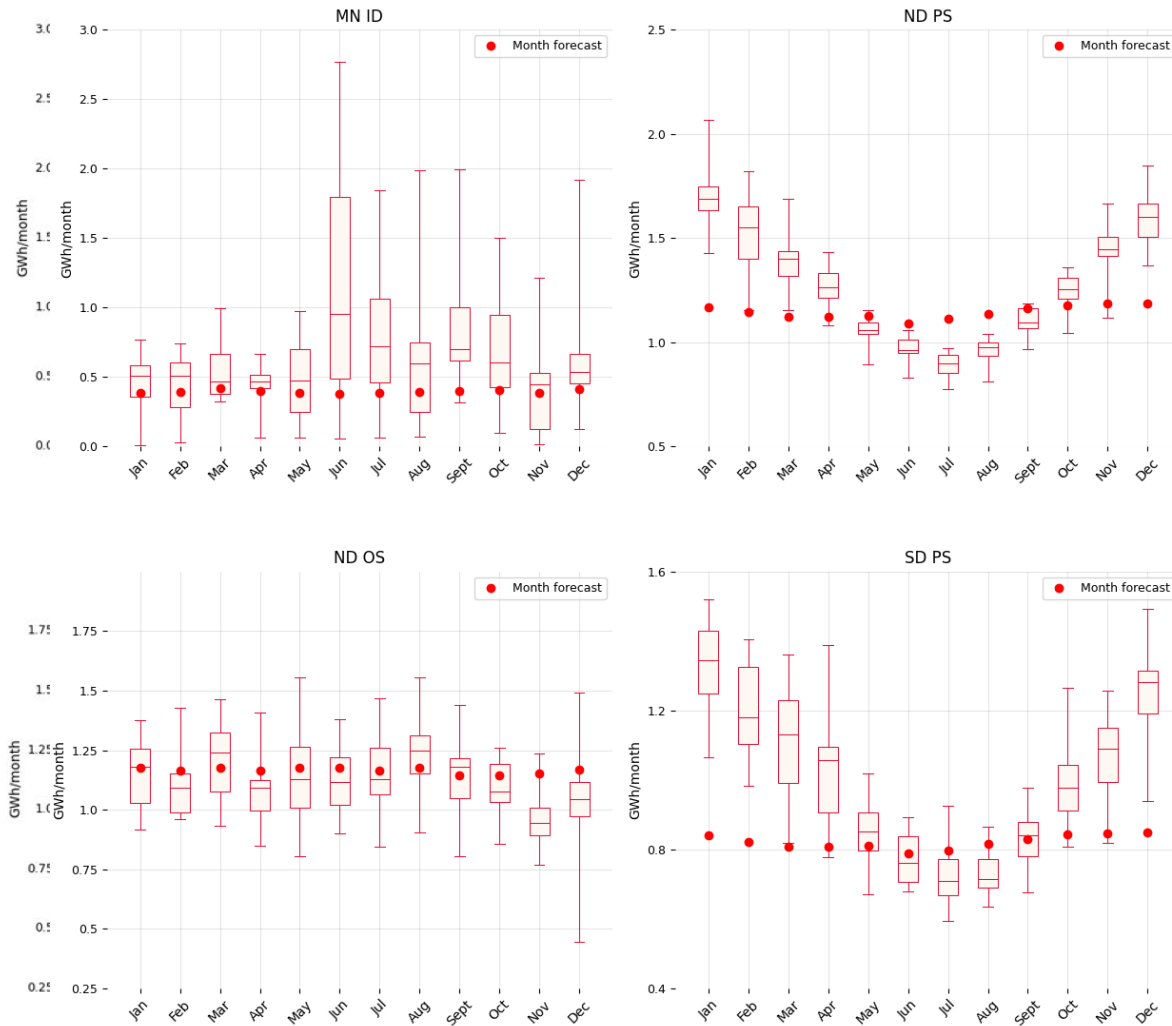 MN ID
Month forecast
GWh/month
GWh/month
3.0
2.5
2.0
1.5
1.0
0.5
0.0
Jan Feb Mar Apr May Jun Jul Aug Sept Oct Nov Dec
ND PS
Month forecast
GWh/month
2.5
2.0
1.5
1.0
0.5
Jan Feb Mar Apr May Jun Jul Aug Sept Oct Nov Dec
ND OS
Month forecast
GWh/month
GWh/month
1.75
1.5
1.25
1.0
0.75
0.5
0.25
Jan Feb Mar Apr May Jun Jul Aug Sept Oct Nov Dec
SD PS
Month forecast
GWh/month
1.6
1.2
0.8
0.4
Jan Feb Mar Apr May Jun Jul Aug Sept Oct Nov Dec